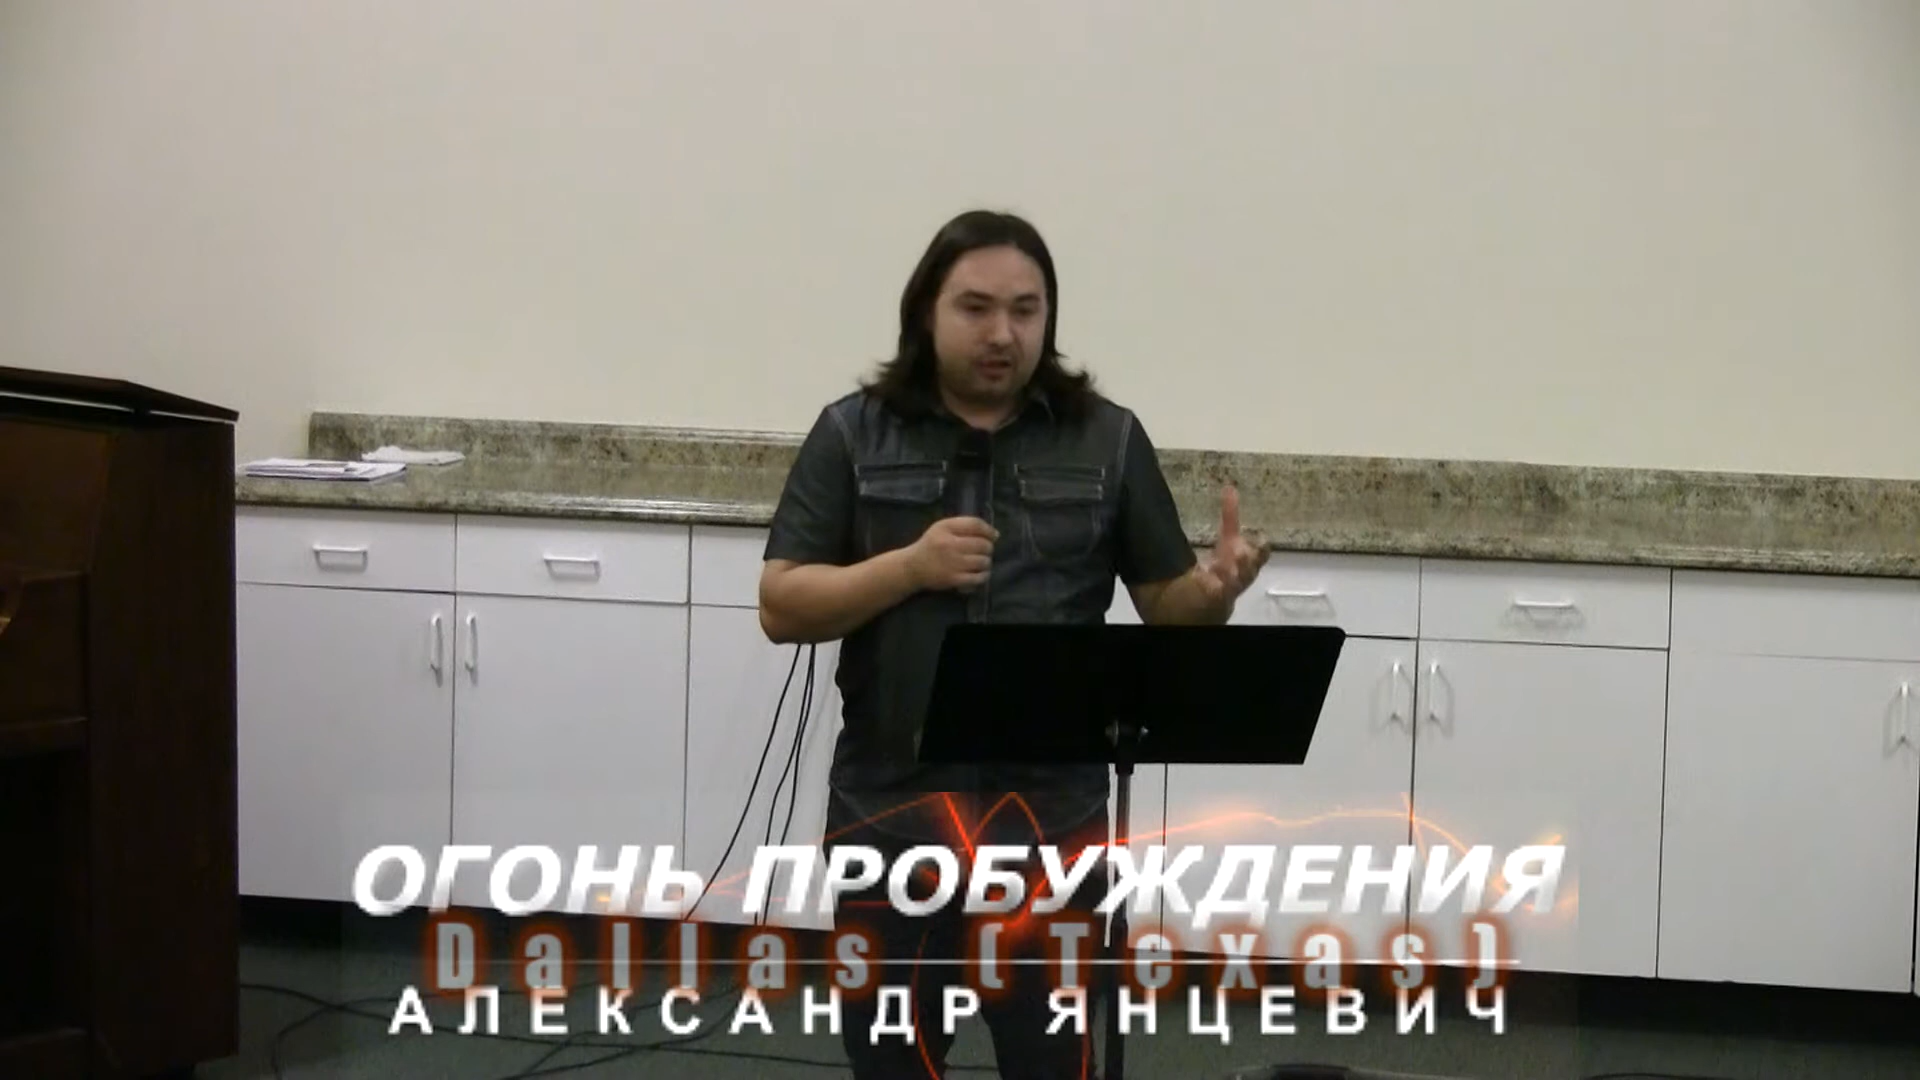 ОГОНЬ ПРОБУЖДЕНИЯ
Dallas (Texas)
АЛЕКСАНДР ЯНЦЕВИЧ